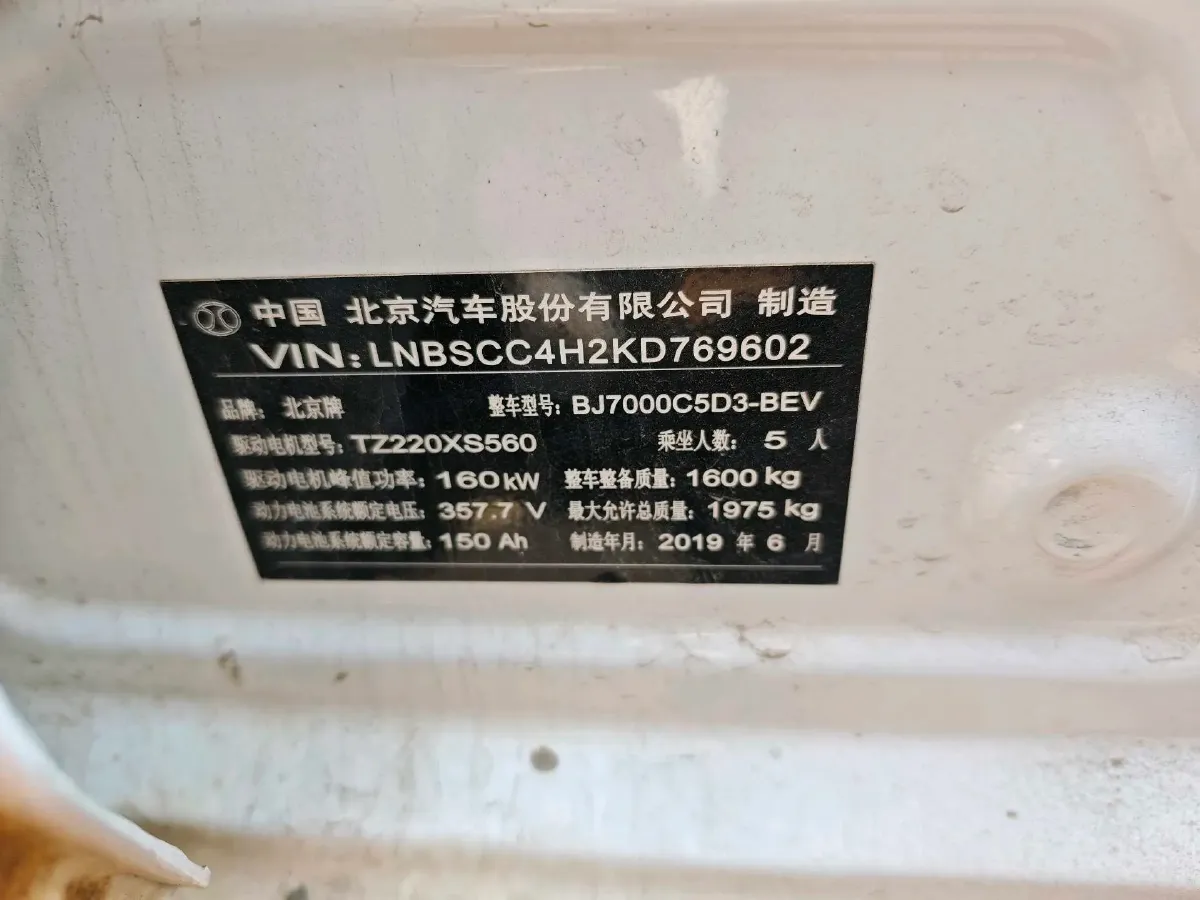 中国 北京汽车股份有限公司 制造
VIN: LNBSCC4H2KD769602
品牌: 北京牌 整车型号: BJ7000C5D3-BEV
驱动电机型号: TZ220XS560 乘坐人数: 5 人
驱动电机峰值功率: 160kW 整车整备质量: 1600 kg
动力电池系统额定电压: 357.7 V 最大允许总质量: 1975 kg
动力电池系统额定容量: 150 Ah 制造年月: 2019 年 6 月